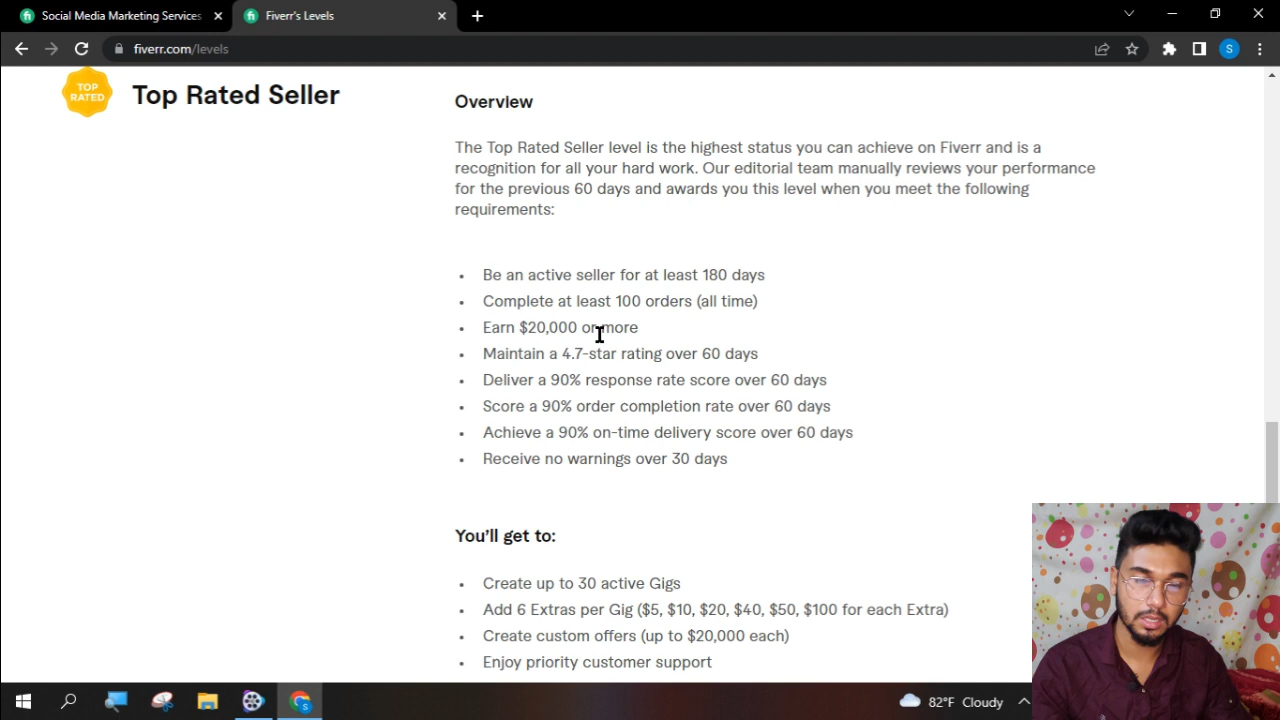 Social Media Marketing Services
Fiverr's Levels
fiverr.com/levels
S
TOP
RATED
Top Rated Seller
Overview
The Top Rated Seller level is the highest status you can achieve on Fiverr and is a
recognition for all your hard work. Our editorial team manually reviews your performance
for the previous 60 days and awards you this level when you meet the following
requirements:
• Be an active seller for at least 180 days
• Complete at least 100 orders (all time)
• Earn $20,000 or more
• Maintain a 4.7-star rating over 60 days
• Deliver a 90% response rate score over 60 days
• Score a 90% order completion rate over 60 days
• Achieve a 90% on-time delivery score over 60 days
• Receive no warnings over 30 days
You'll get to:
• Create up to 30 active Gigs
• Add 6 Extras per Gig ($5, $10, $20, $40, $50, $100 for each Extra)
• Create custom offers (up to $20,000 each)
• Enjoy priority customer support
82°F Cloudy